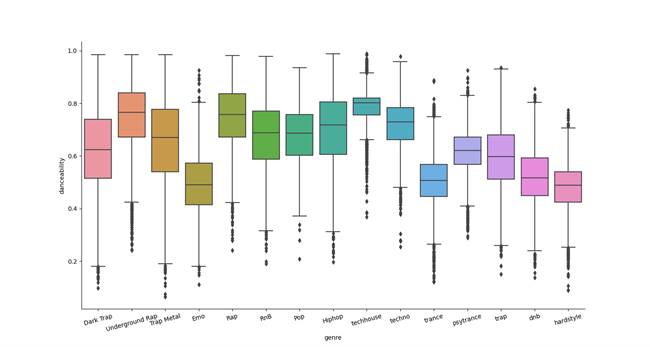 1.0
0.8
0.6
0.4
0.2
danceability
Dark Trap
Underground Rap
Trap Metal
Emo
Rap
RnB
Pop
Hiphop
techhouse
techno
trance
psytrance
trap
dnb
hardstyle
genre